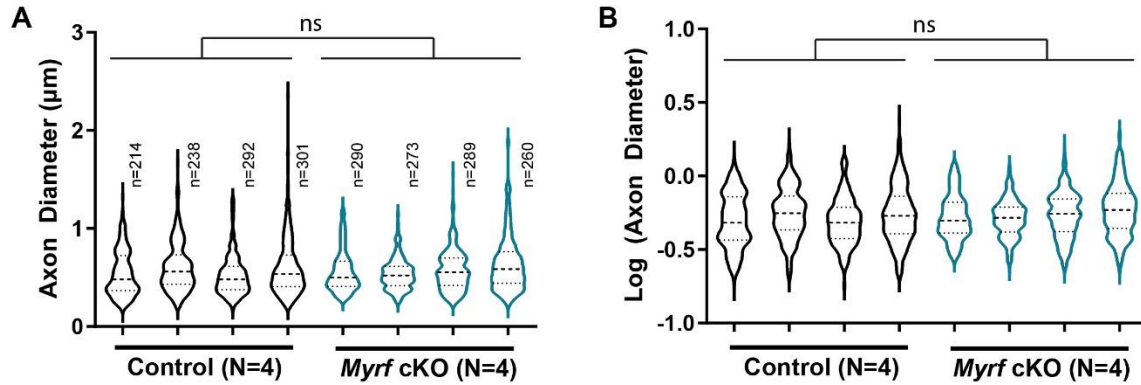 A
ns
Axon Diameter (µm)
3
2
1
0
n=214
n=238
n=292
n=301
n=290
n=273
n=289
n=260
Control (N=4)
Myrf cKO (N=4)
B
ns
Log (Axon Diameter)
1.0
0.5
0.0
-0.5
-1.0
Control (N=4)
Myrf cKO (N=4)